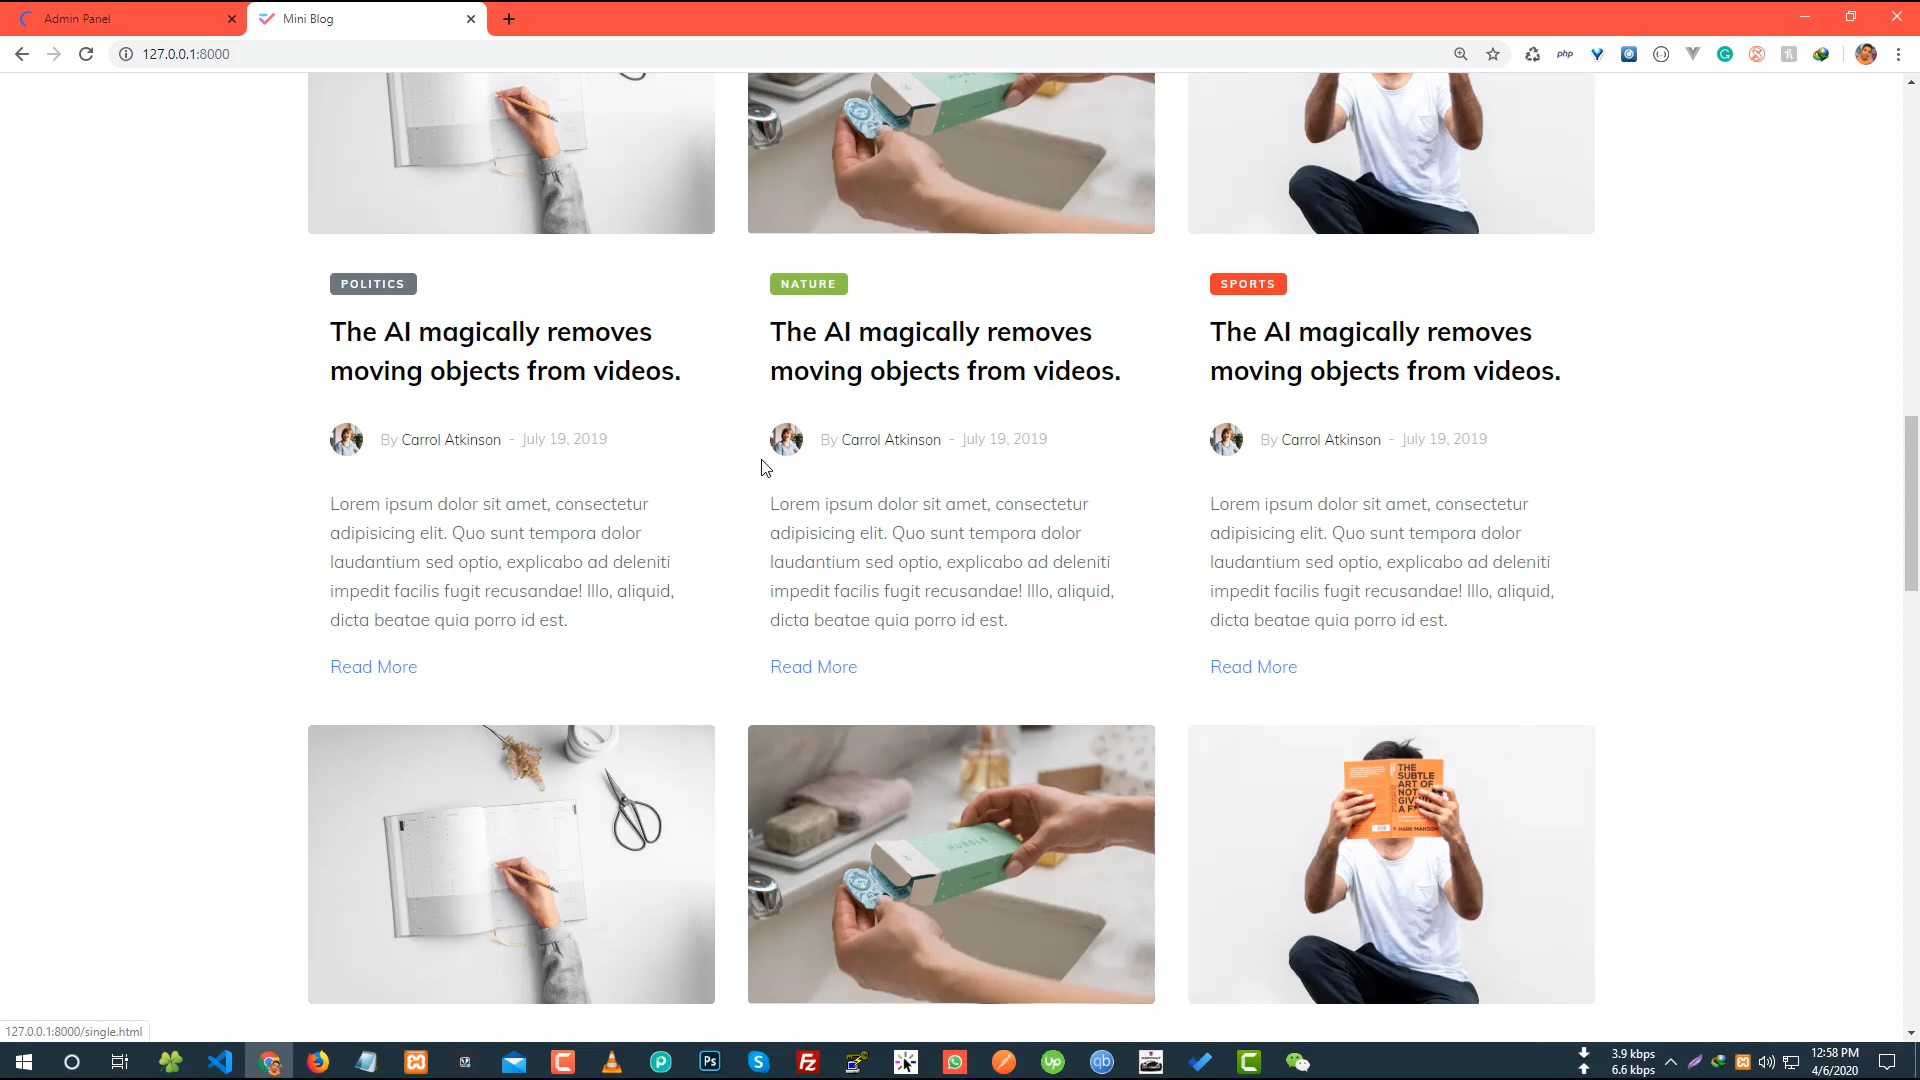 Admin Panel
Mini Blog
127.0.0.1:8000
php
POLITICS
The AI magically removes
moving objects from videos.
By Carrol Atkinson - July 19, 2019
Lorem ipsum dolor sit amet, consectetur
adipisicing elit. Quo sunt tempora dolor
laudantium sed optio, explicabo ad deleniti
impedit facilis fugit recusandae! Illo, aliquid,
dicta beatae quia porro id est.
Read More
NATURE
The AI magically removes
moving objects from videos.
By Carrol Atkinson - July 19, 2019
Lorem ipsum dolor sit amet, consectetur
adipisicing elit. Quo sunt tempora dolor
laudantium sed optio, explicabo ad deleniti
impedit facilis fugit recusandae! Illo, aliquid,
dicta beatae quia porro id est.
Read More
SPORTS
The AI magically removes
moving objects from videos.
By Carrol Atkinson - July 19, 2019
Lorem ipsum dolor sit amet, consectetur
adipisicing elit. Quo sunt tempora dolor
laudantium sed optio, explicabo ad deleniti
impedit facilis fugit recusandae! Illo, aliquid,
dicta beatae quia porro id est.
Read More
HUBBLE
THE
SUBTLE
ART OF
NOT
GIVING
A F
MARK MANSON
127.0.0.1:8000/single.html
Ps
Fz
up
qb
3.9 kbps
6.6 kbps
12:58 PM
4/6/2020